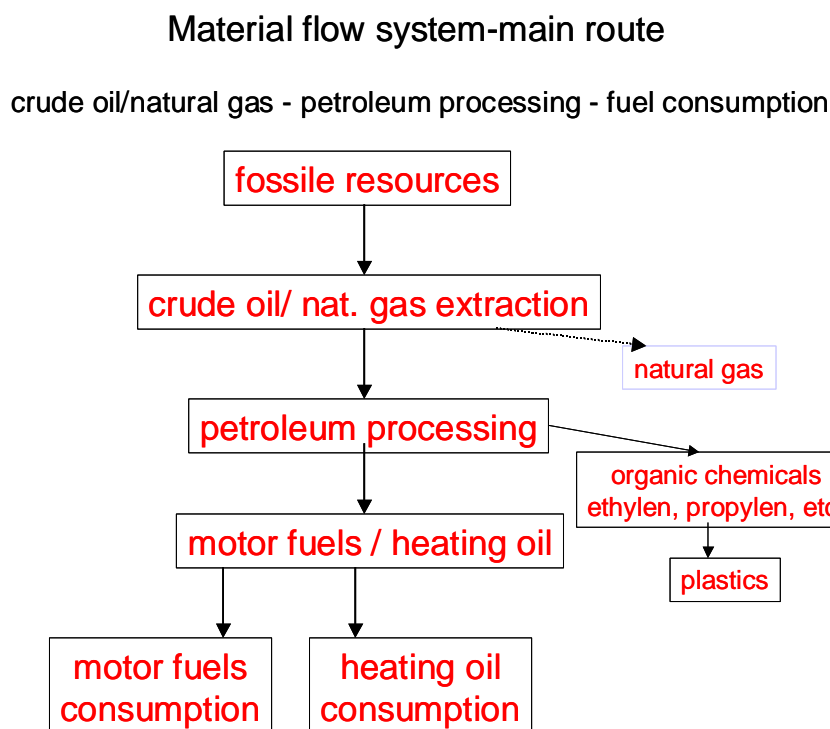 Material flow system-main route
crude oil/natural gas - petroleum processing - fuel consumption
fossile resources
crude oil/ nat. gas extraction
natural gas
petroleum processing
organic chemicals
ethylen, propylen, etc
motor fuels / heating oil
plastics
motor fuels
consumption
heating oil
consumption